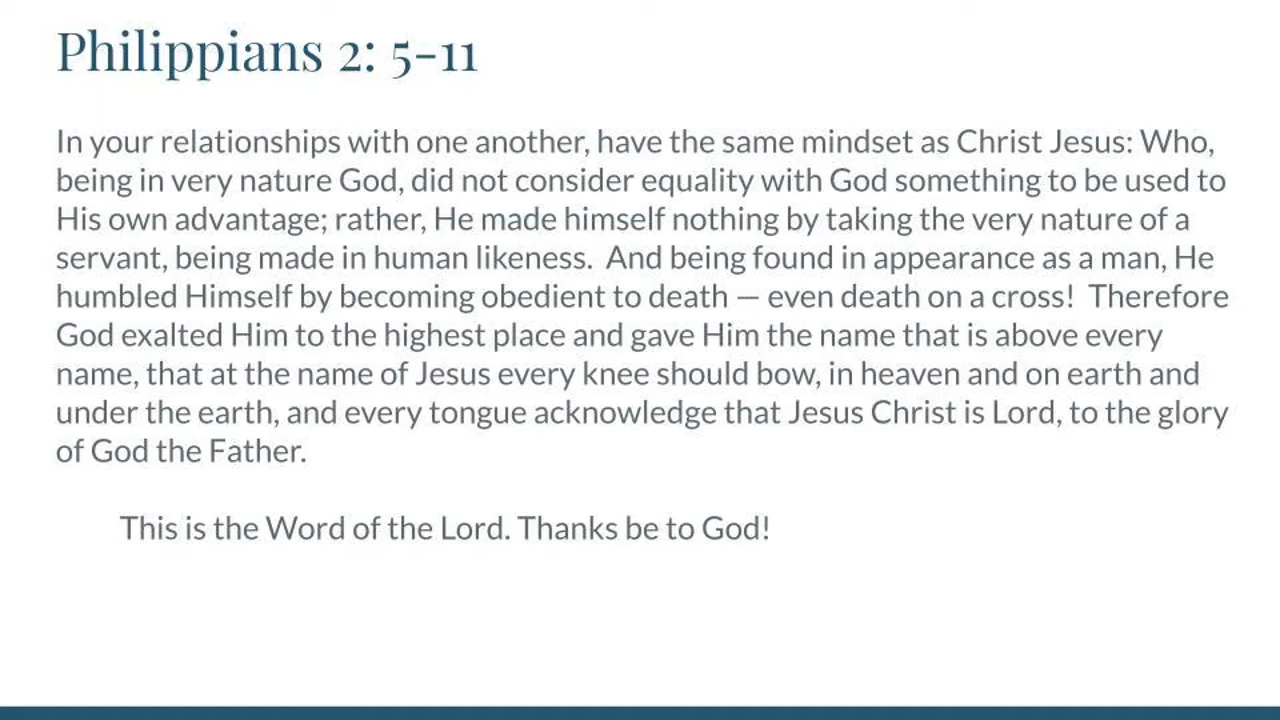 Philippians 2: 5-11
In your relationships with one another, have the same mindset as Christ Jesus: Who,
being in very nature God, did not consider equality with God something to be used to
His own advantage; rather, He made himself nothing by taking the very nature of a
servant, being made in human likeness.  And being found in appearance as a man, He
humbled Himself by becoming obedient to death — even death on a cross!  Therefore
God exalted Him to the highest place and gave Him the name that is above every
name, that at the name of Jesus every knee should bow, in heaven and on earth and
under the earth, and every tongue acknowledge that Jesus Christ is Lord, to the glory
of God the Father.
This is the Word of the Lord. Thanks be to God!